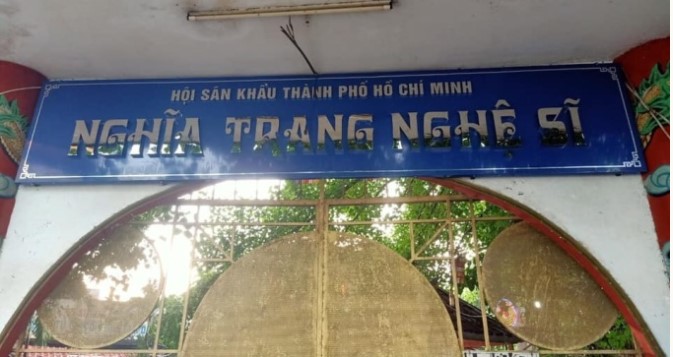 HỘI SÂN KHẤU THÀNH PHỐ HỒ CHÍ MINH
NGHĨA TRANG NGHỆ SĨ